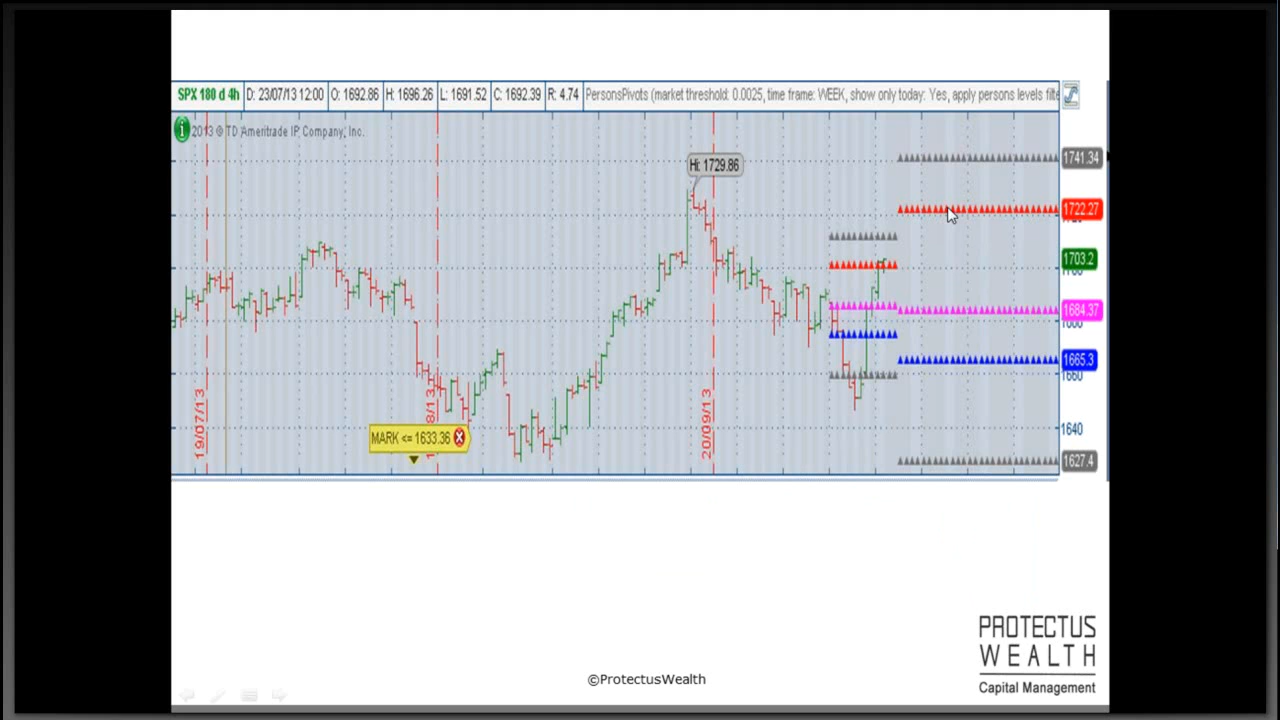 SPX 180 d 4h D: 23/07/13 12:00 O: 1692.86 H: 1696.26 L: 1691.52 C: 1692.39 R: 4.74 PersonsPivots (market threshold: 0.0025, time frame: WEEK, show only today: Yes, apply persons levels filte
2013 © TD Ameritrade IP Company, Inc.
Hi: 1729.86
1741.34
1722.27
1703.2
1684.37
1665.3
1660
1640
1627.4
19/07/13
8/13
20/09/13
MARK <= 1633.36
PROTECTUS
WEALTH
Capital Management
©ProtectusWealth